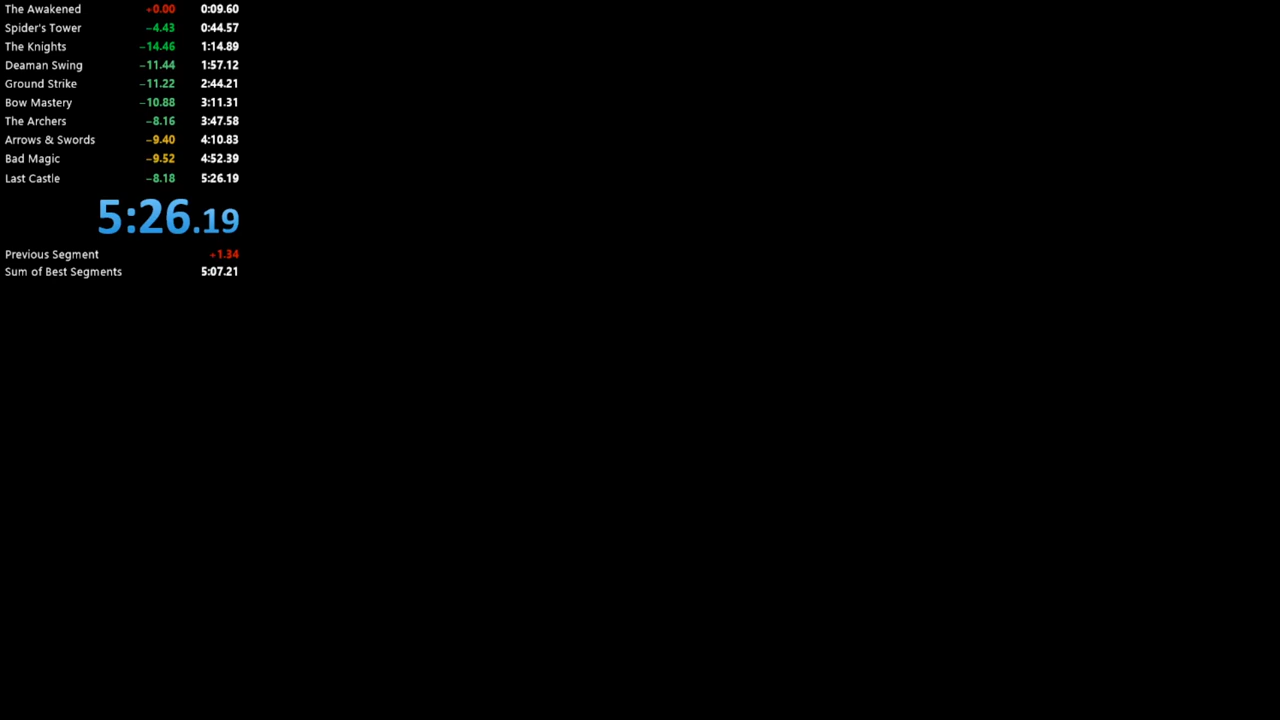 The Awakened +0.00 0:09.60
Spider's Tower −4.43 0:44.57
The Knights −14.46 1:14.89
Deaman Swing −11.44 1:57.12
Ground Strike −11.22 2:44.21
Bow Mastery −10.88 3:11.31
The Archers −8.16 3:47.58
Arrows & Swords −9.40 4:10.83
Bad Magic −9.52 4:52.39
Last Castle −8.18 5:26.19
5:26.19
Previous Segment +1.34
Sum of Best Segments 5:07.21